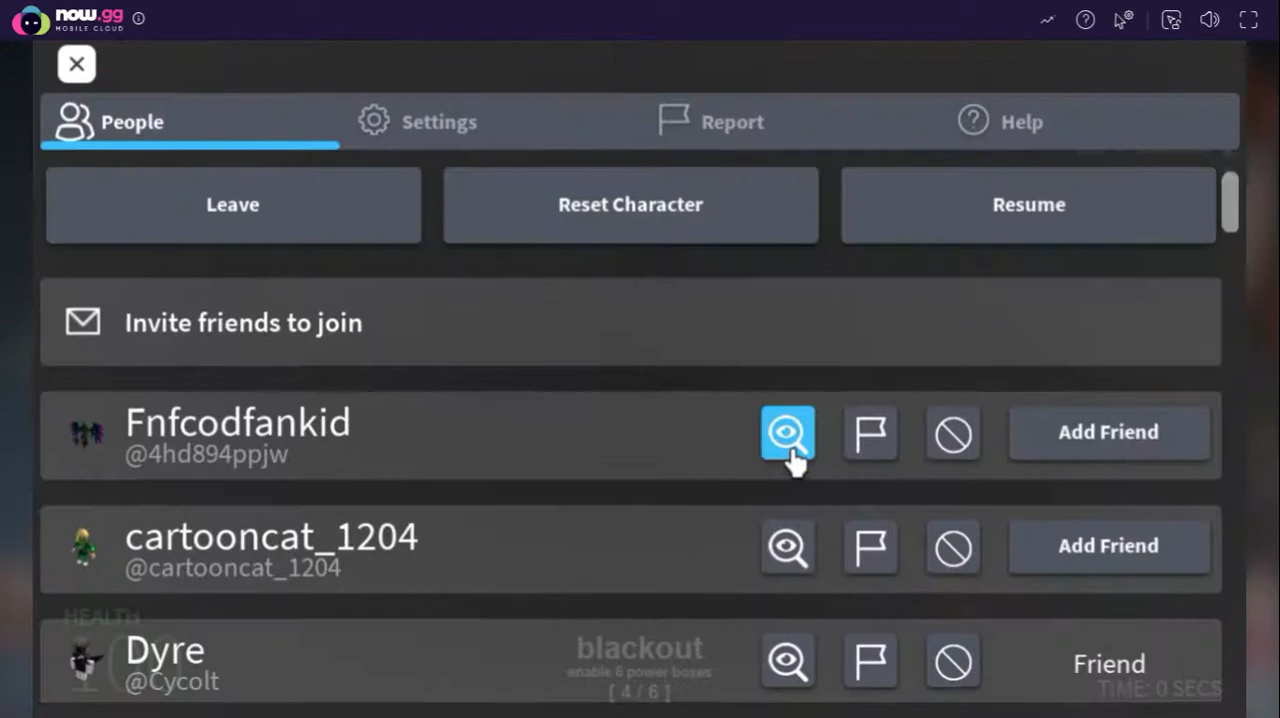 now.gg
MOBILE CLOUD
People
Settings
Report
Help
Leave
Reset Character
Resume
Invite friends to join
Fnfcodfankid
@4hd894ppjw
Add Friend
cartooncat_1204
@cartooncat_1204
Add Friend
HEALTH
Dyre
@Cycolt
blackout
enable 6 power boxes
[ 4 / 6 ]
Friend
TIME: 0 SECS